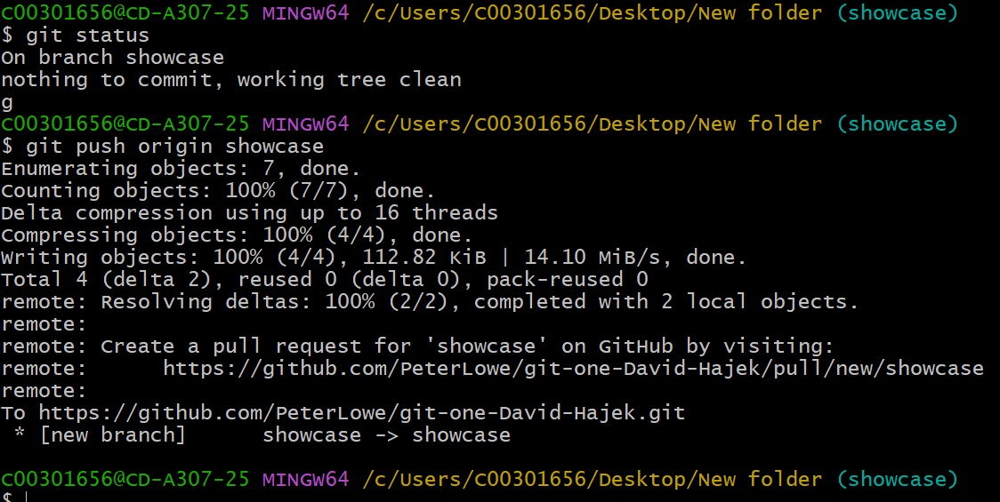 C00301656@CD-A307-25 MINGW64 /c/Users/C00301656/Desktop/New folder (showcase)
$ git status
On branch showcase
nothing to commit, working tree clean
g
C00301656@CD-A307-25 MINGW64 /c/Users/C00301656/Desktop/New folder (showcase)
$ git push origin showcase
Enumerating objects: 7, done.
Counting objects: 100% (7/7), done.
Delta compression using up to 16 threads
Compressing objects: 100% (4/4), done.
Writing objects: 100% (4/4), 112.82 KiB | 14.10 MiB/s, done.
Total 4 (delta 2), reused 0 (delta 0), pack-reused 0
remote: Resolving deltas: 100% (2/2), completed with 2 local objects.
remote:
remote: Create a pull request for 'showcase' on GitHub by visiting:
remote:      https://github.com/PeterLowe/git-one-David-Hajek/pull/new/showcase
remote:
To https://github.com/PeterLowe/git-one-David-Hajek.git
 * [new branch]      showcase -> showcase
C00301656@CD-A307-25 MINGW64 /c/Users/C00301656/Desktop/New folder (showcase)
$